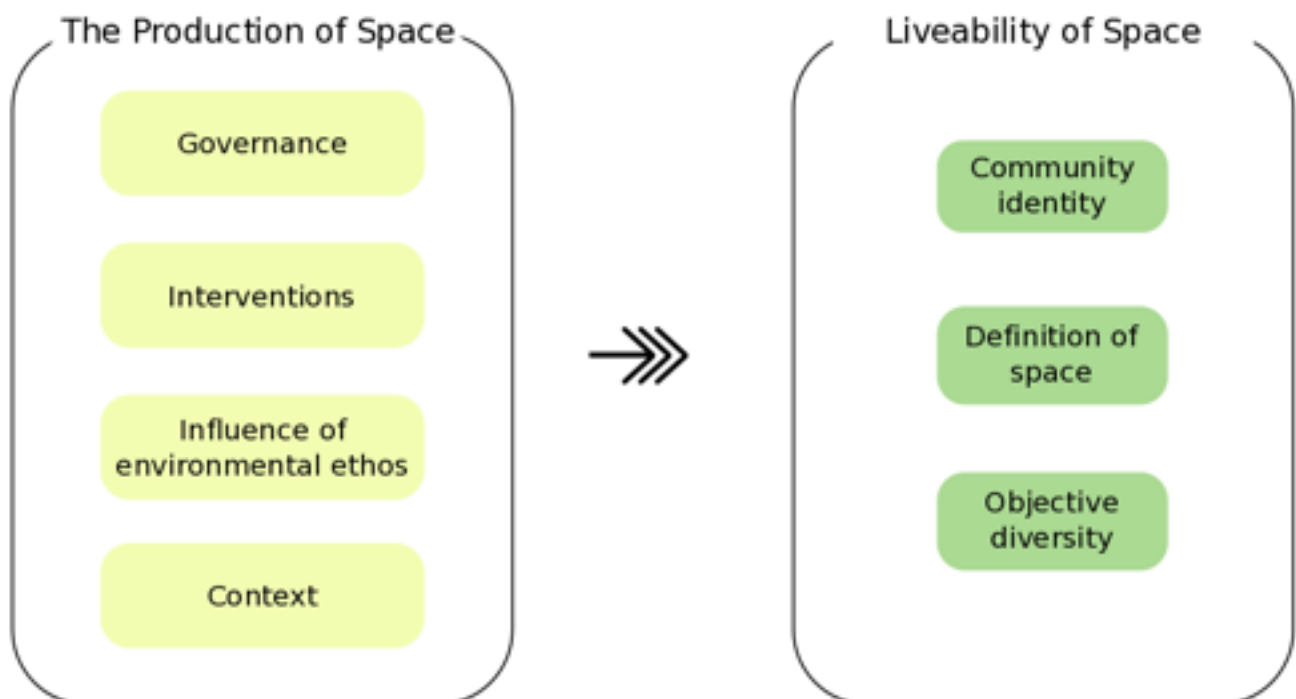 The Production of Space
Governance
Interventions
Influence of
environmental ethos
Context
Liveability of Space
Community
identity
Definition of
space
Objective
diversity